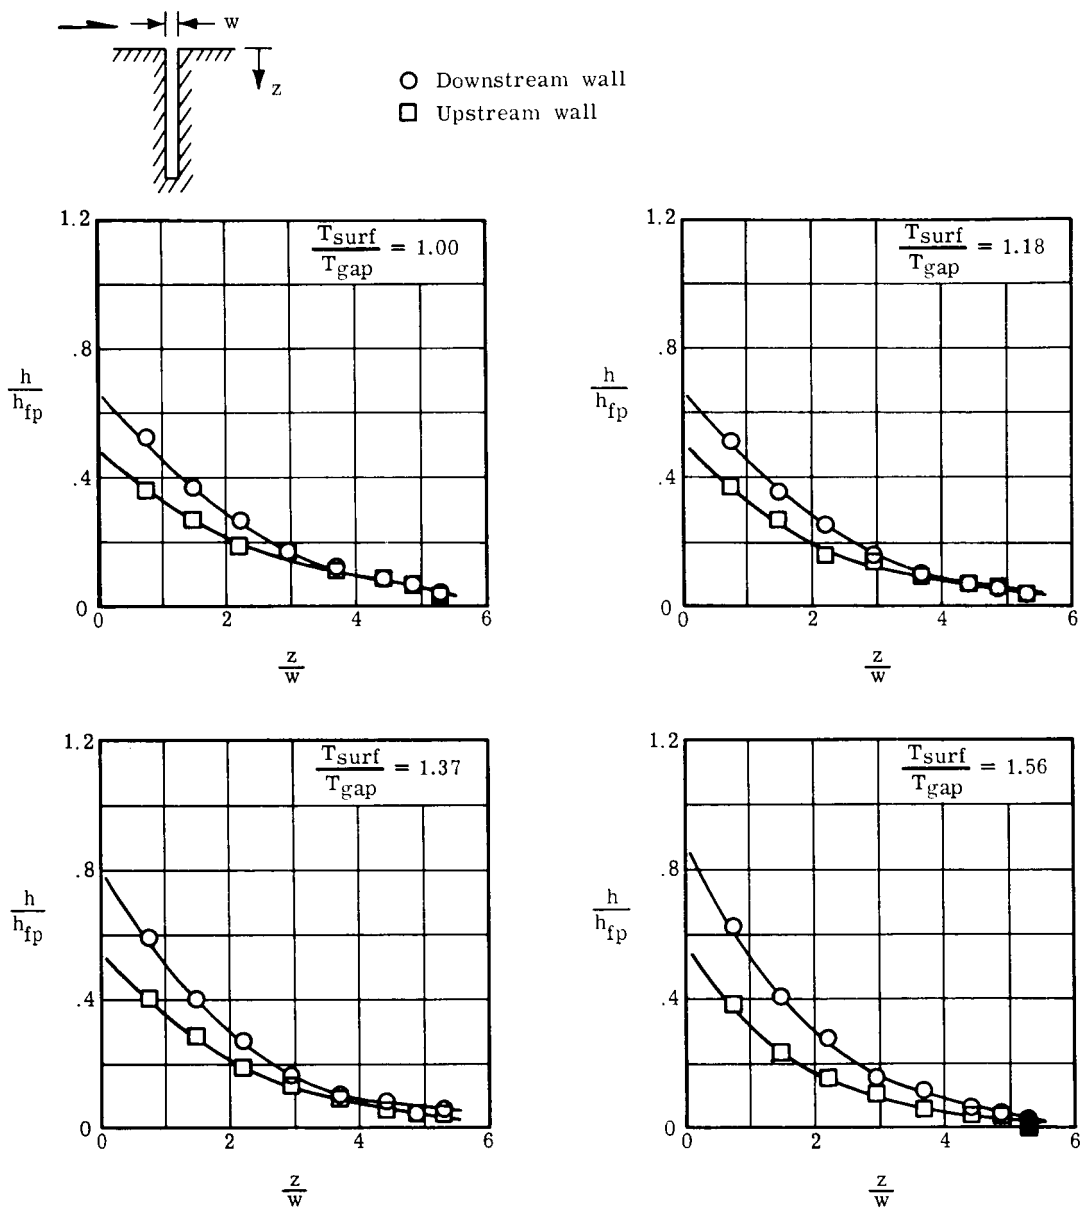 w
z
Downstream wall
Upstream wall
1.2
T_surf / T_gap = 1.00
.8
h / h_fp
.4
0
0 2 4 6
z / w
1.2
T_surf / T_gap = 1.18
.8
h / h_fp
.4
0
0 2 4 6
z / w
1.2
T_surf / T_gap = 1.37
.8
h / h_fp
.4
0
0 2 4 6
z / w
1.2
T_surf / T_gap = 1.56
.8
h / h_fp
.4
0
0 2 4 6
z / w